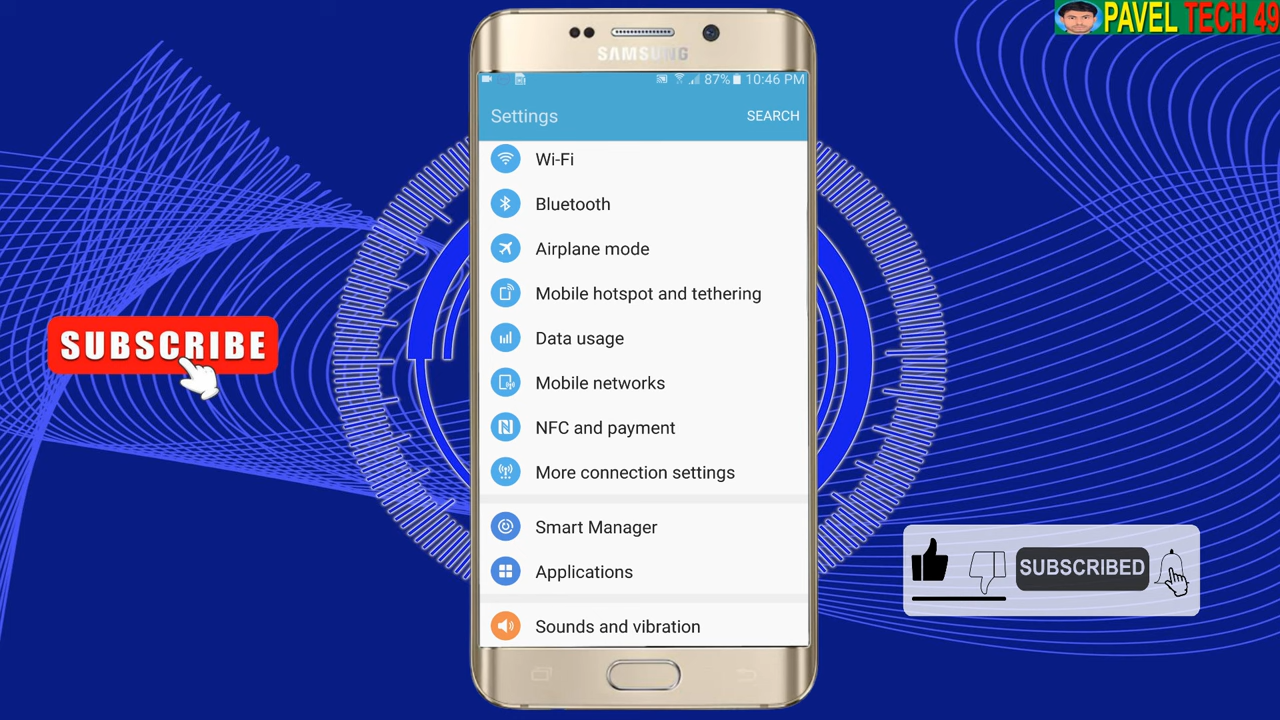 PAVEL TECH 49
SAMSUNG
87% 10:46 PM
Settings
SEARCH
Wi-Fi
Bluetooth
Airplane mode
Mobile hotspot and tethering
Data usage
Mobile networks
NFC and payment
More connection settings
Smart Manager
Applications
Sounds and vibration
SUBSCRIBE
SUBSCRIBED